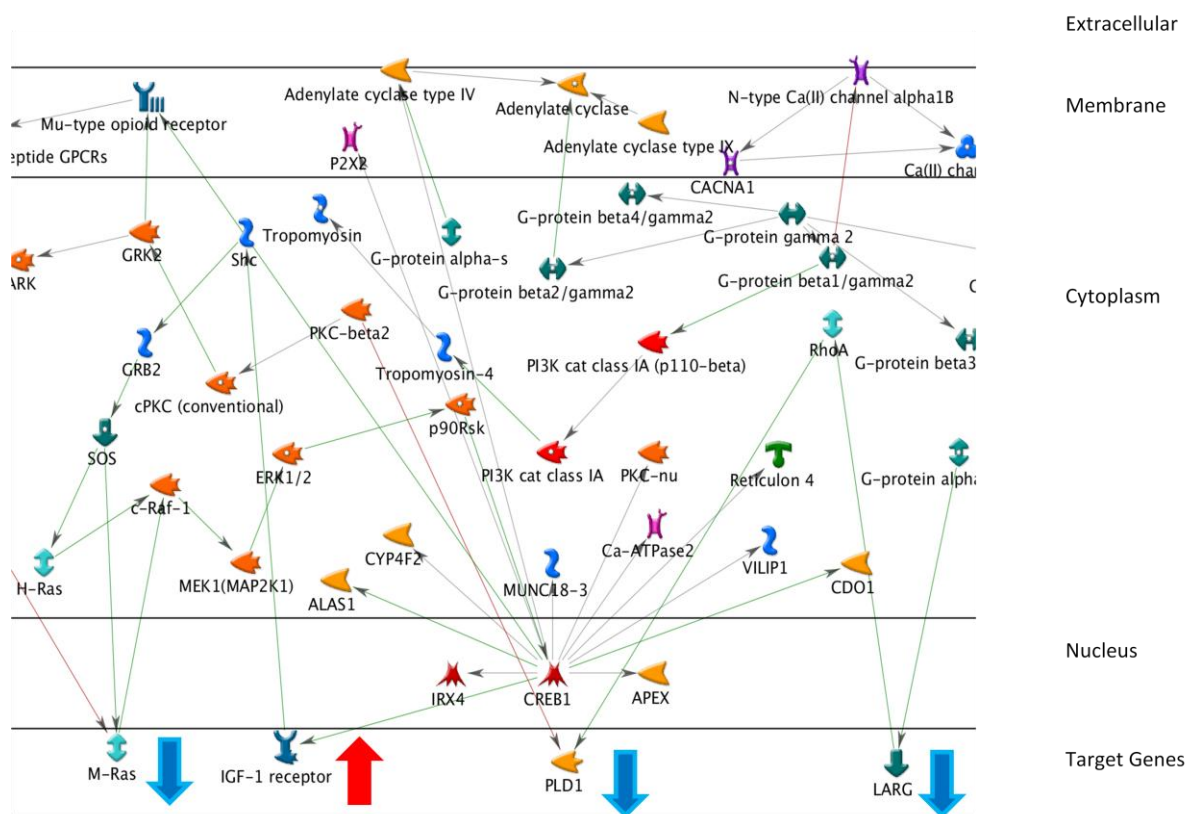 Extracellular
Adenylate cyclase type IV
Adenylate cyclase
N-type Ca(II) channel alpha1B
Membrane
Mu-type opioid receptor
Adenylate cyclase type IX
eptide GPCRs
P2X2
CACNA1
Ca(II) chan
G-protein beta4/gamma2
Tropomyosin
G-protein gamma 2
GRK2
Shc
G-protein alpha-s
ARK
G-protein beta2/gamma2
G-protein beta1/gamma2
Cytoplasm
PKC-beta2
RhoA
GRB2
Tropomyosin-4
PI3K cat class IA (p110-beta)
G-protein beta3
cPKC (conventional)
p90Rsk
SOS
ERK1/2
PI3K cat class IA
PKC-nu
Reticulon 4
G-protein alpha
c-Raf-1
CYP4F2
Ca-ATPase2
VILIP1
H-Ras
MEK1(MAP2K1)
MUNC18-3
CDO1
ALAS1
Nucleus
IRX4
CREB1
APEX
Target Genes
M-Ras
IGF-1 receptor
PLD1
LARG